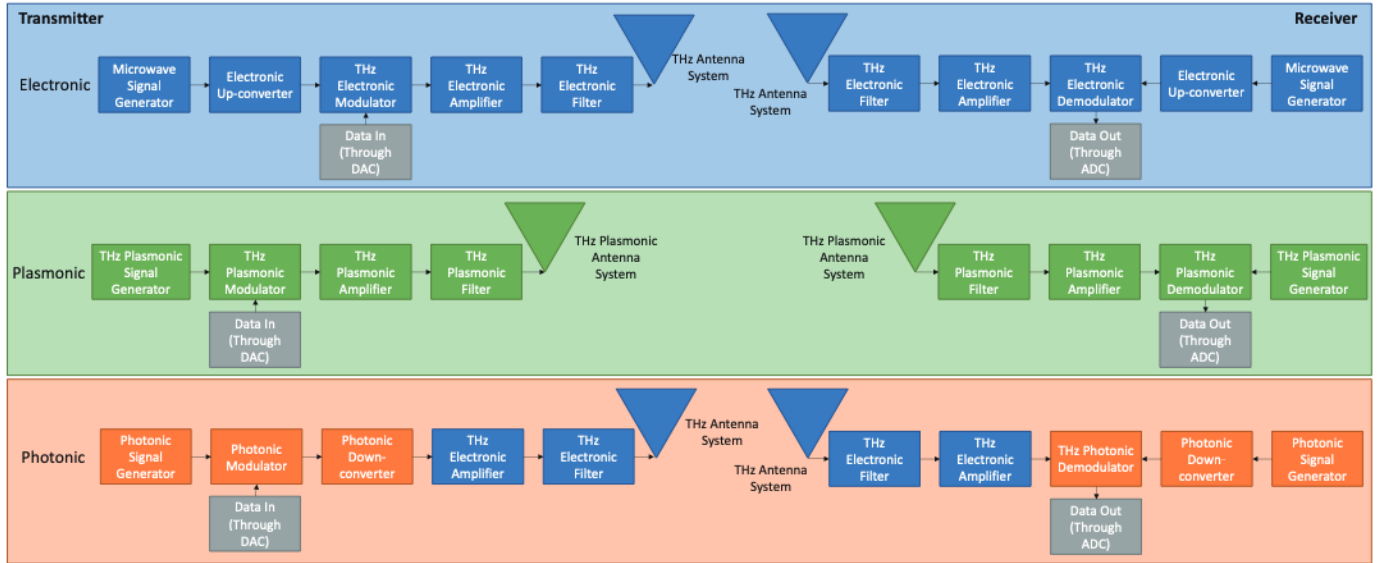 Transmitter
Receiver
Electronic
Microwave
Signal
Generator
Electronic
Up-converter
THz
Electronic
Modulator
THz
Electronic
Amplifier
THz
Electronic
Filter
THz Antenna
System
THz Antenna
System
THz
Electronic
Filter
THz
Electronic
Amplifier
THz
Electronic
Demodulator
Electronic
Up-converter
Microwave
Signal
Generator
Data In
(Through
DAC)
Data Out
(Through
ADC)
Plasmonic
THz Plasmonic
Signal
Generator
THz
Plasmonic
Modulator
THz
Plasmonic
Amplifier
THz
Plasmonic
Filter
THz Plasmonic
Antenna
System
THz Plasmonic
Antenna
System
THz
Plasmonic
Filter
THz
Plasmonic
Amplifier
THz
Plasmonic
Demodulator
THz Plasmonic
Signal
Generator
Data In
(Through
DAC)
Data Out
(Through
ADC)
Photonic
Photonic
Signal
Generator
Photonic
Modulator
Photonic
Down-
converter
THz
Electronic
Amplifier
THz
Electronic
Filter
THz Antenna
System
THz Antenna
System
THz
Electronic
Filter
THz
Electronic
Amplifier
THz Photonic
Demodulator
Photonic
Down-
converter
Photonic
Signal
Generator
Data In
(Through
DAC)
Data Out
(Through
ADC)